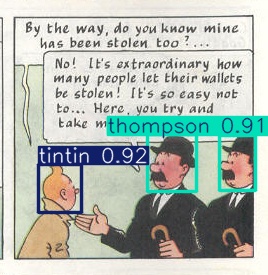 By the way, do you know mine
has been stolen too?...
No! It's extraordinary how
many people let their wallets
be stolen! It's so easy not
to... Here, you try and
take m
thompson 0.91
tintin 0.92